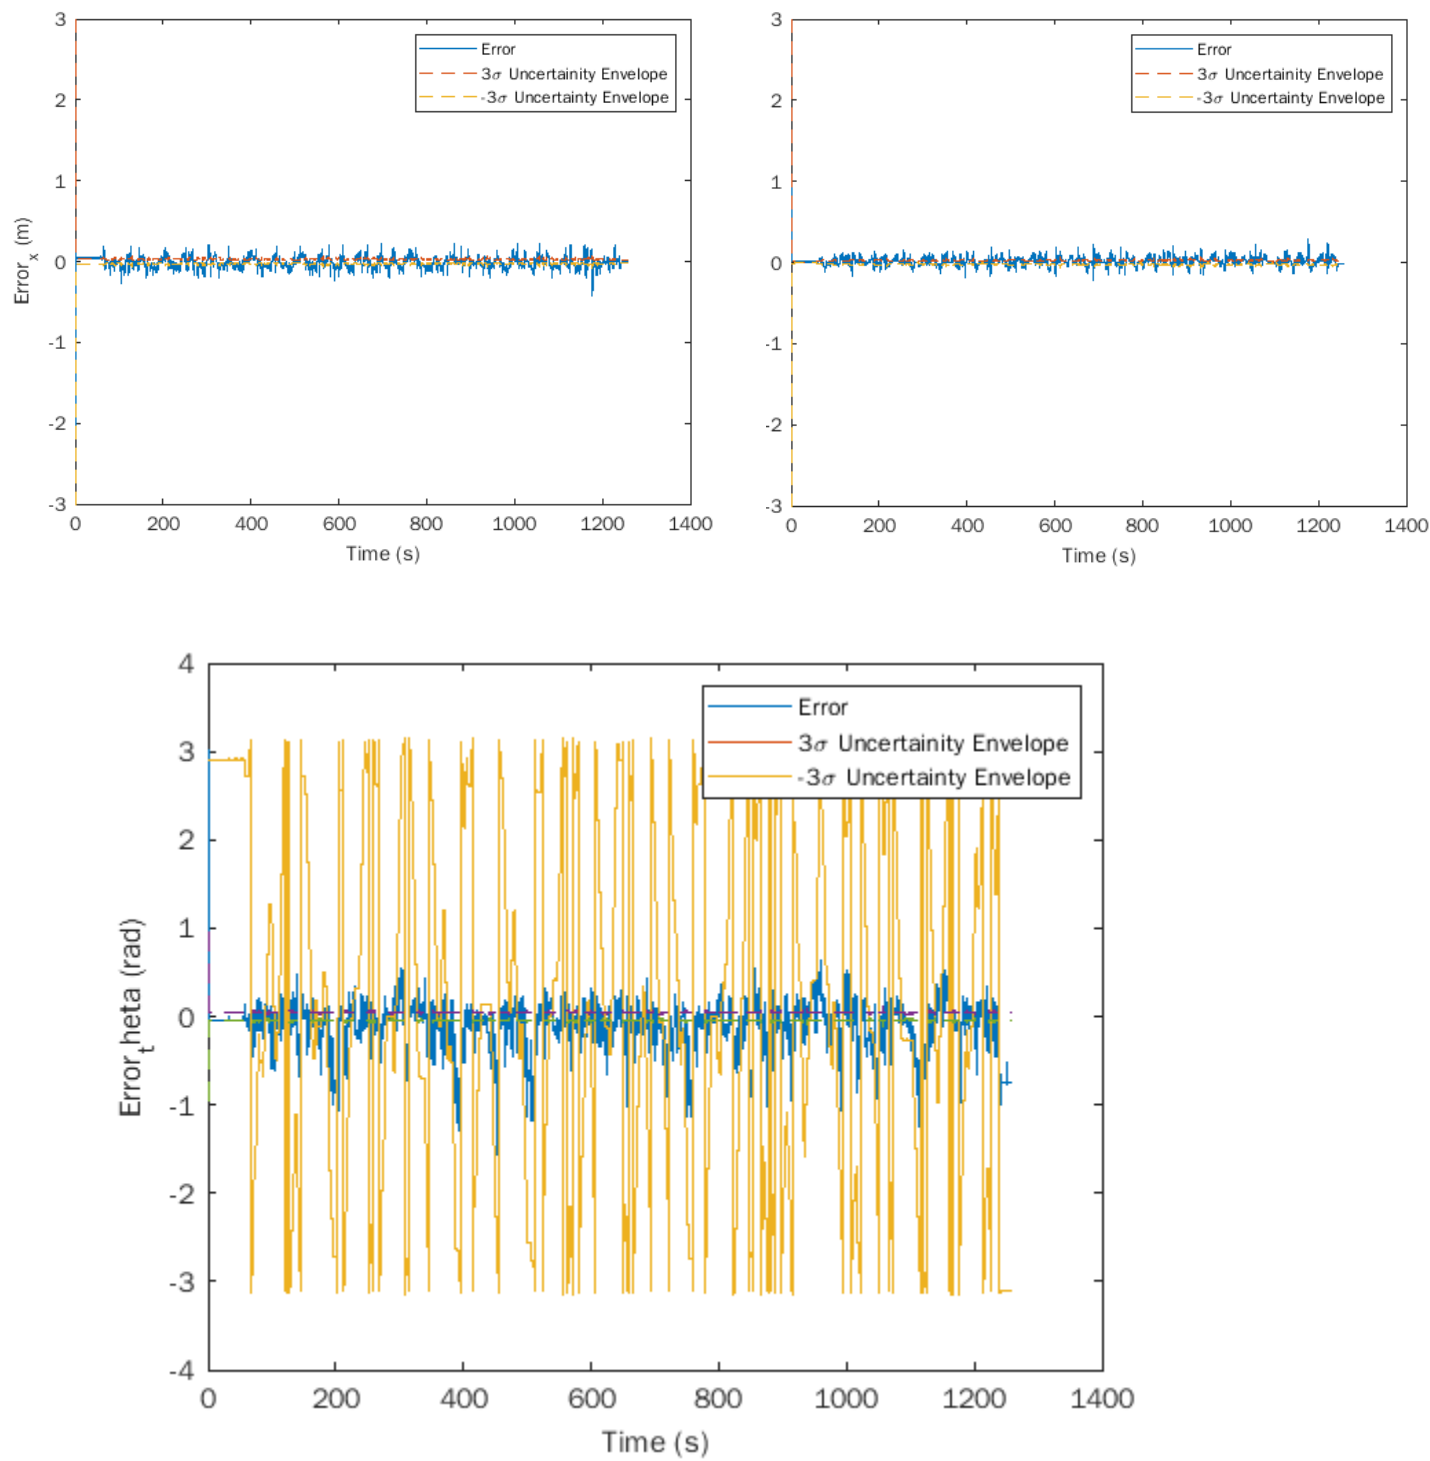 3
2
1
0
-1
-2
-3
Error_x (m)
Error
3σ Uncertainity Envelope
-3σ Uncertainty Envelope
0 200 400 600 800 1000 1200 1400
Time (s)
3
2
1
0
-1
-2
-3
Error
3σ Uncertainity Envelope
-3σ Uncertainty Envelope
0 200 400 600 800 1000 1200 1400
Time (s)
4
3
2
1
0
-1
-2
-3
-4
Error_theta (rad)
Error
3σ Uncertainity Envelope
-3σ Uncertainty Envelope
0 200 400 600 800 1000 1200 1400
Time (s)